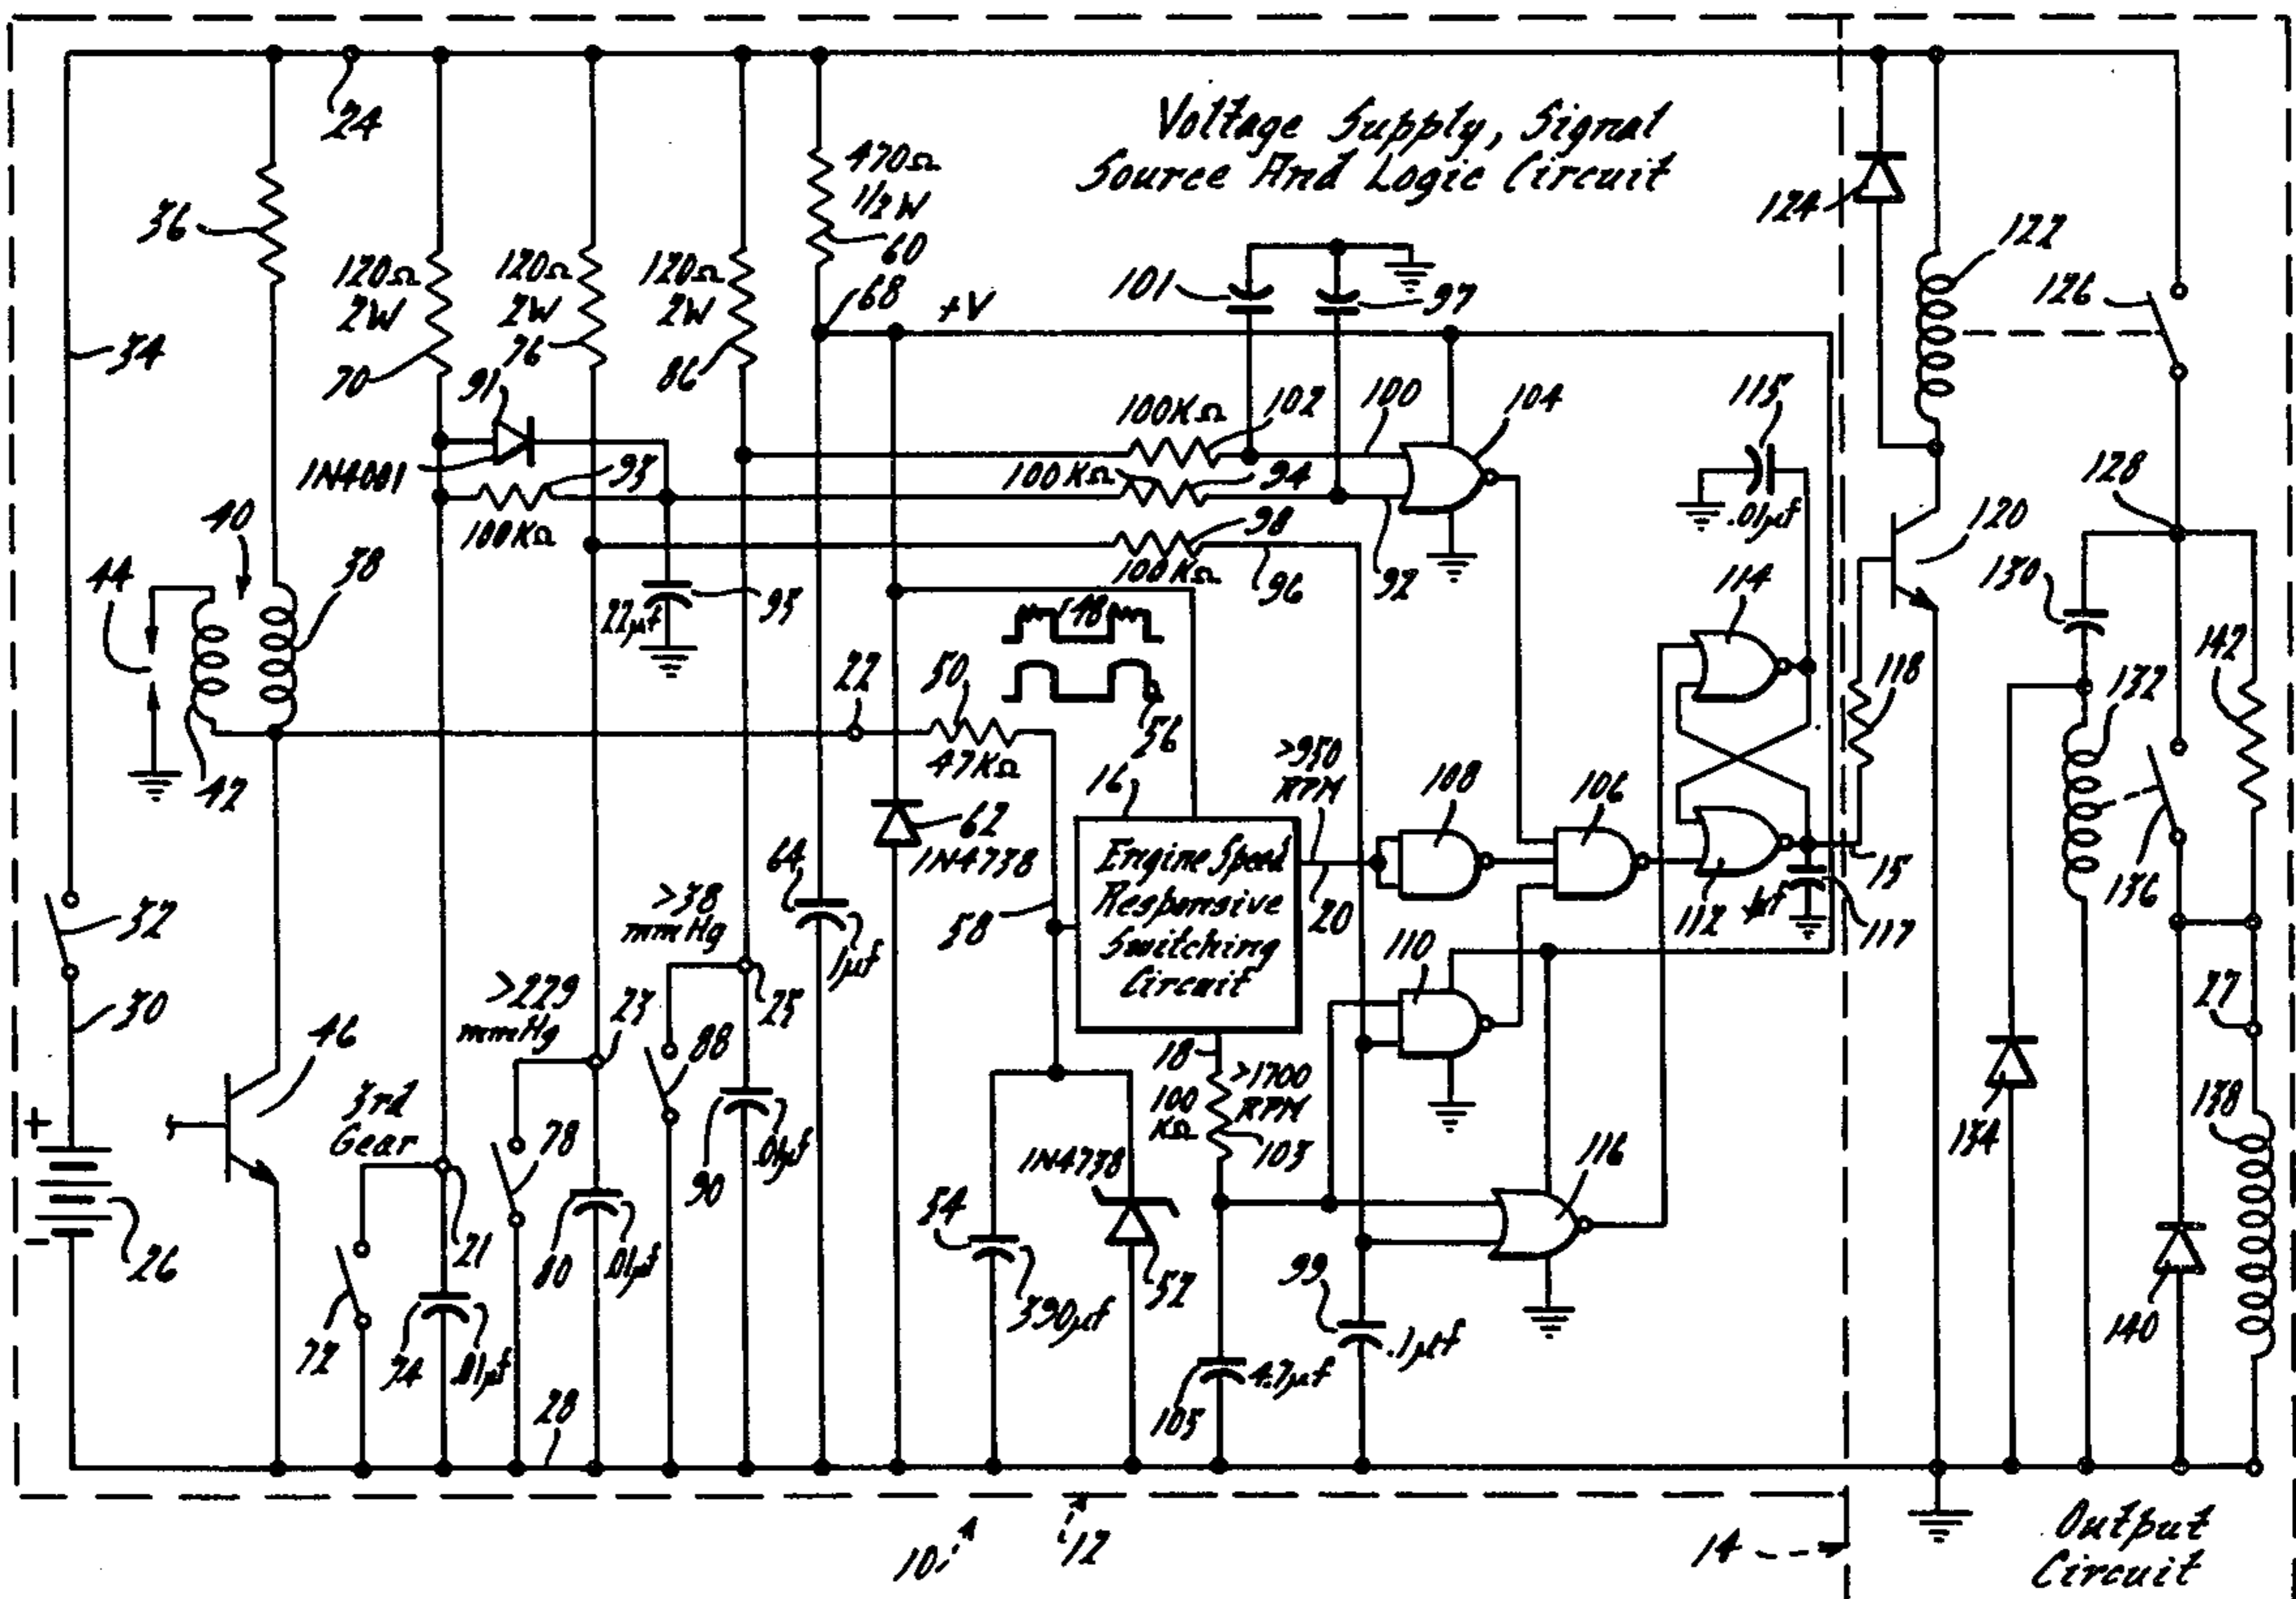 Voltage Supply, Signal
Source And Logic Circuit
24
36
34
470Ω
1/2 W
60
68
+V
120Ω
2W
70
120Ω
2W
76
120Ω
2W
86
101
97
124
122
126
91
1N4001
93
100KΩ
100KΩ
102
100
104
100KΩ
94
98
100KΩ
96
92
115
.01μf
128
120
40
44
38
42
22μf
95
48
56
22
50
47KΩ
114
130
142
118
132
16
Engine Speed
Responsive
Switching
Circuit
>950
RPM
20
108
106
112
.1μf
117
15
136
62
1N4738
64
1μf
58
>38
mmHg
25
32
30
>229
mmHg
23
88
110
27
46
3rd
Gear
78
90
.01μf
18
100
KΩ
>1700
RPM
103
1N4738
116
134
138
+
-
26
72
21
74
.01μf
80
.01μf
54
390μf
52
99
.1μf
105
4.7μf
140
28
10
12
14
Output
Circuit